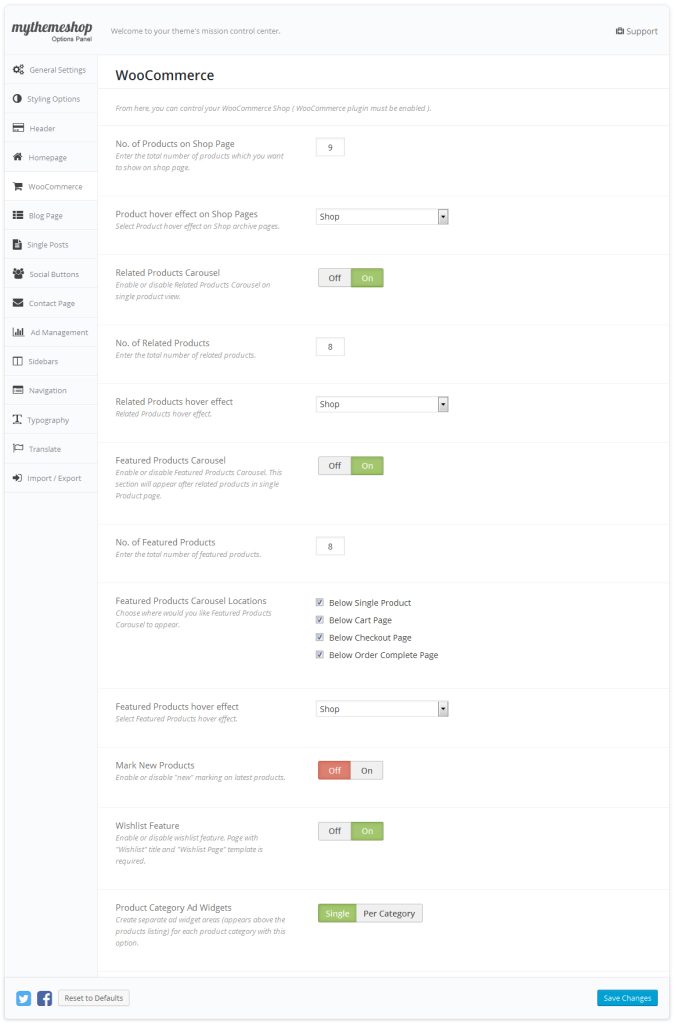 mythemeshop
Options Panel
Welcome to your theme's mission control center.
Support
General Settings
Styling Options
Header
Homepage
WooCommerce
Blog Page
Single Posts
Social Buttons
Contact Page
Ad Management
Sidebars
Navigation
Typography
Translate
Import / Export
WooCommerce
From here, you can control your WooCommerce Shop ( WooCommerce plugin must be enabled ).
No. of Products on Shop Page
Enter the total number of products which you want
to show on shop page.
9
Product hover effect on Shop Pages
Select Product hover effect on Shop archive pages.
Shop
Related Products Carousel
Enable or disable Related Products Carousel on
single product view.
Off On
No. of Related Products
Enter the total number of related products.
8
Related Products hover effect
Related Products hover effect.
Shop
Featured Products Carousel
Enable or disable Featured Products Carousel. This
section will appear after related products in single
Product page.
Off On
No. of Featured Products
Enter the total number of featured products.
8
Featured Products Carousel Locations
Choose where would you like Featured Products
Carousel to appear.
Below Single Product
Below Cart Page
Below Checkout Page
Below Order Complete Page
Featured Products hover effect
Select Featured Products hover effect.
Shop
Mark New Products
Enable or disable "new" marking on latest products.
Off On
Wishlist Feature
Enable or disable wishlist feature. Page with
"Wishlist" title and "Wishlist Page" template is
required.
Off On
Product Category Ad Widgets
Create separate ad widget areas (appears above the
products listing) for each product category with this
option.
Single Per Category
Reset to Defaults
Save Changes